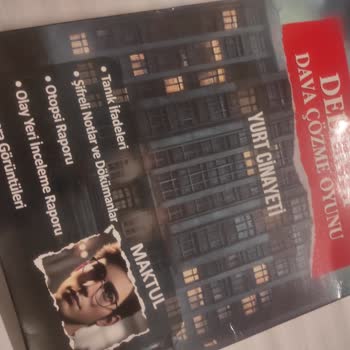 DAVA ÇÖZME OYUNU
YURT CİNAYETİ
• Tanık İfadeleri
• Şifreli Notlar ve Dökümanlar
• Otopsi Raporu
• Olay Yeri İnceleme Raporu
Görüntüleri
MAKTUL